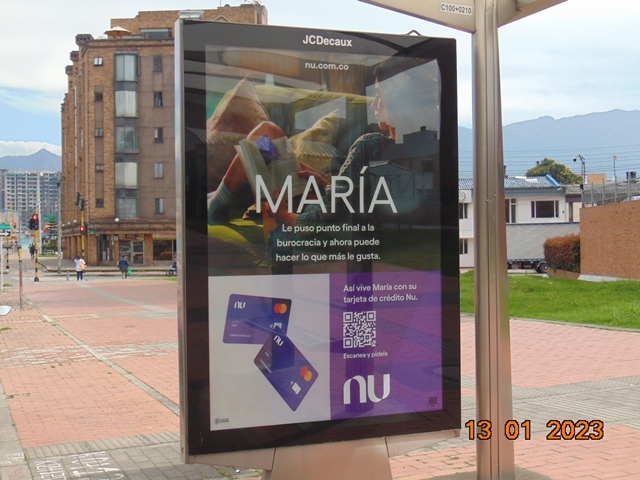 C100+0210
JCDecaux
nu.com.co
MARÍA
Le puso punto final a la
burocracia y ahora puede
hacer lo que más le gusta.
Así vive María con su
tarjeta de crédito Nu.
nu
nu
Escanea y pídela
nu
13 01 2023